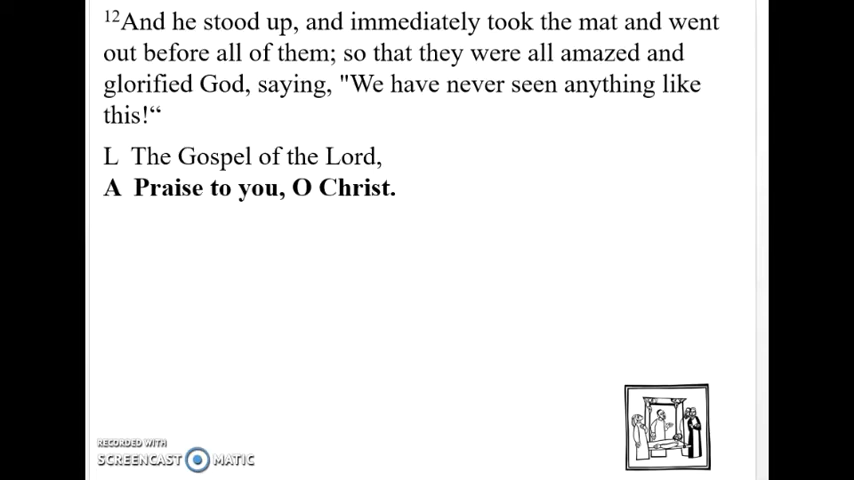 12And he stood up, and immediately took the mat and went
out before all of them; so that they were all amazed and
glorified God, saying, "We have never seen anything like
this!“
L The Gospel of the Lord,
A Praise to you, O Christ.
RECORDED WITH
SCREENCAST MATIC